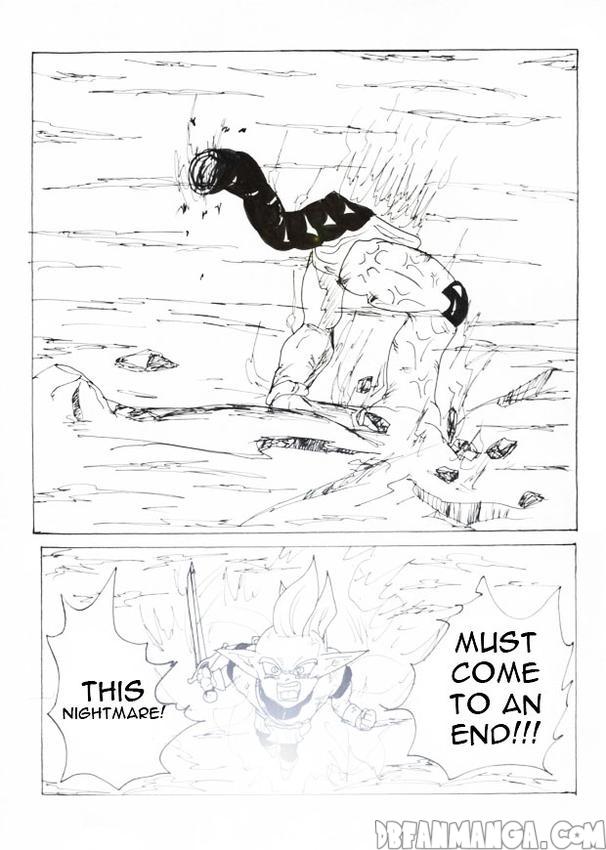 THIS
NIGHTMARE!
MUST
COME
TO AN
END!!!
DBFANMANGA.COM